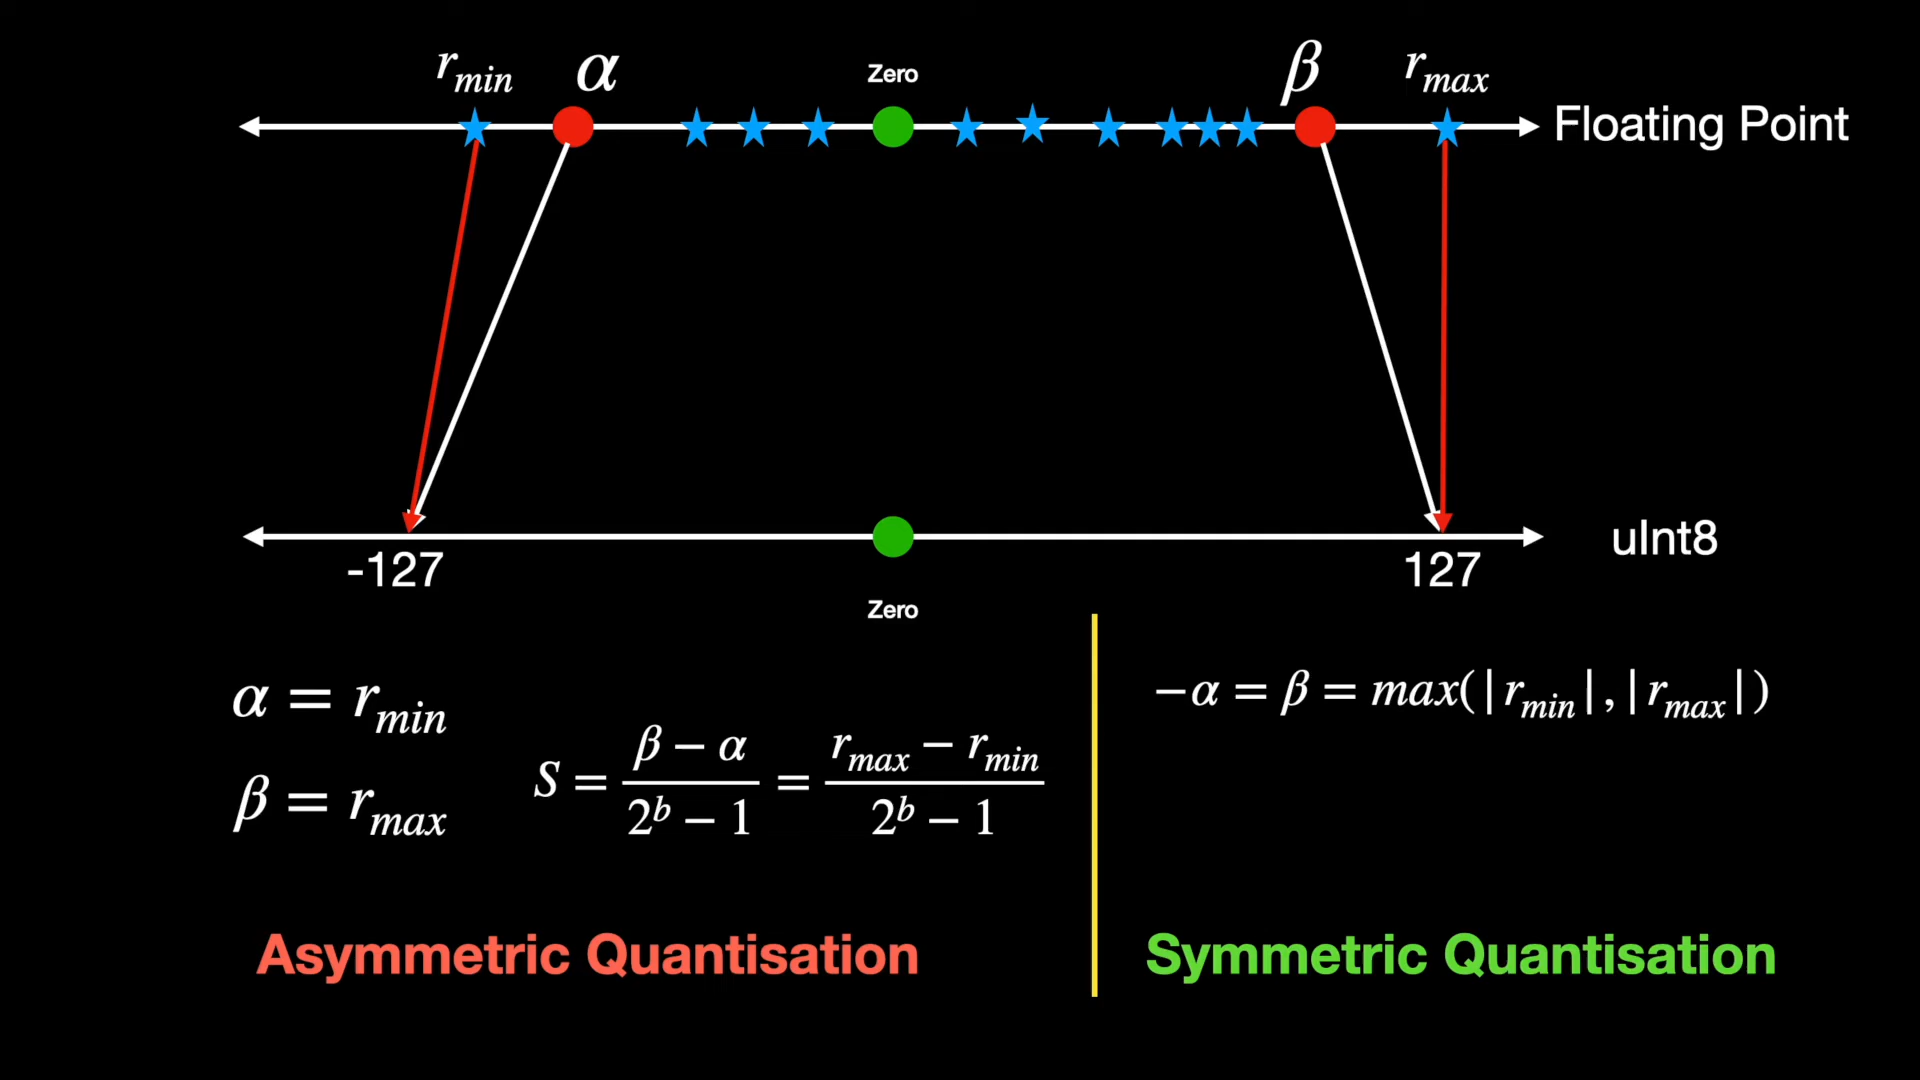 r_min α Zero β r_max
Floating Point
uInt8
-127 127
Zero
α = r_min
β = r_max
S = (β − α)/(2^b − 1) = (r_max − r_min)/(2^b − 1)
−α = β = max(|r_min|, |r_max|)
Asymmetric Quantisation
Symmetric Quantisation